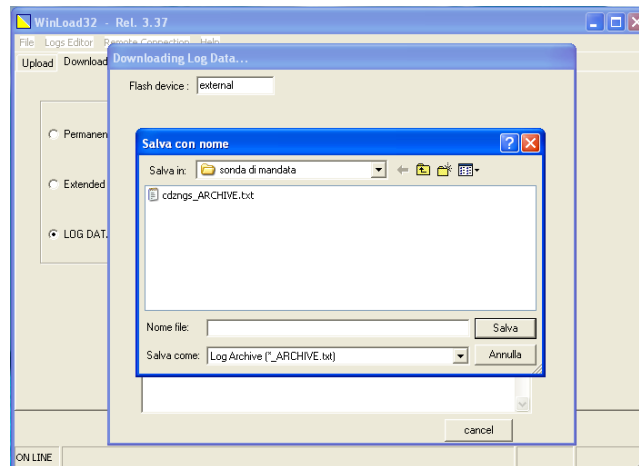 WinLoad32 - Rel. 3.37
File Logs Editor Remote Connection Help
Upload Download
Downloading Log Data...
Flash device : external
Permanen
Extended
LOG DAT
Salva con nome
Salva in: sonda di mandata
cdzngs_ARCHIVE.txt
Nome file:
Salva
Salva come: Log Archive (*_ARCHIVE.txt)
Annulla
cancel
ON LINE